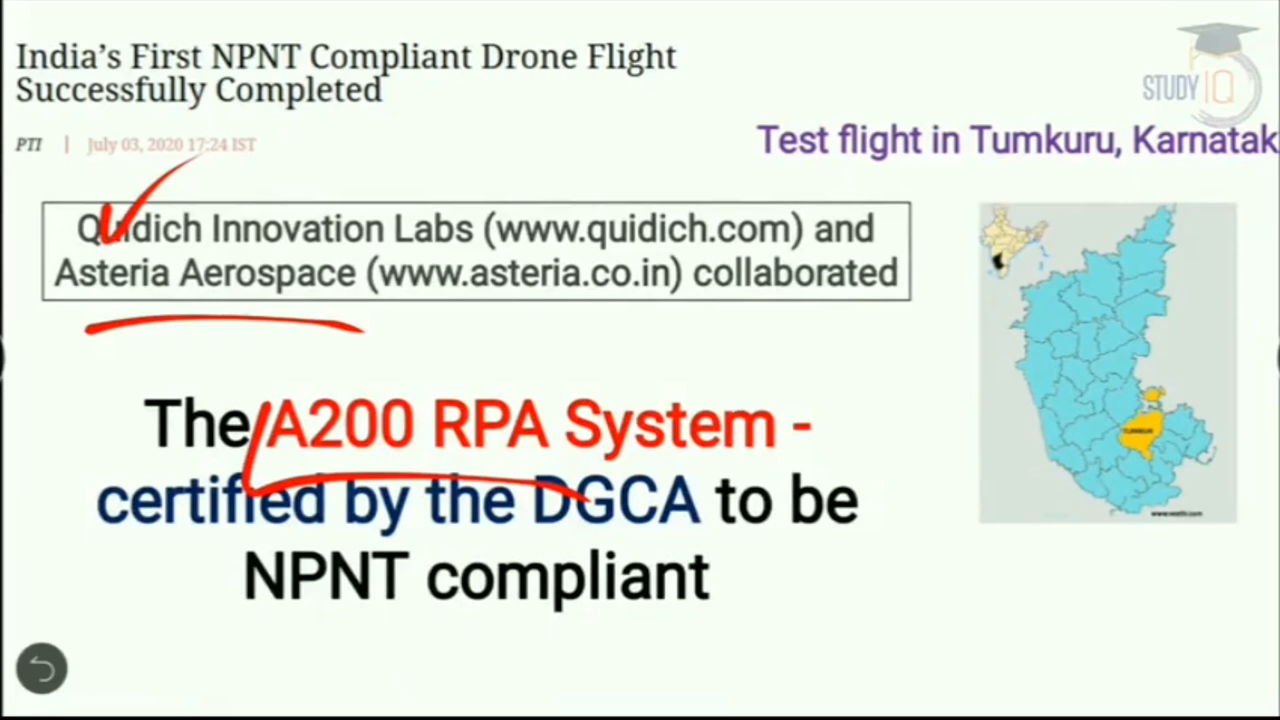 India's First NPNT Compliant Drone Flight
Successfully Completed
STUDY IQ
PTI | July 03, 2020 17:24 IST
Test flight in Tumkuru, Karnatak
Quidich Innovation Labs (www.quidich.com) and
Asteria Aerospace (www.asteria.co.in) collaborated
The A200 RPA System -
certified by the DGCA to be
NPNT compliant